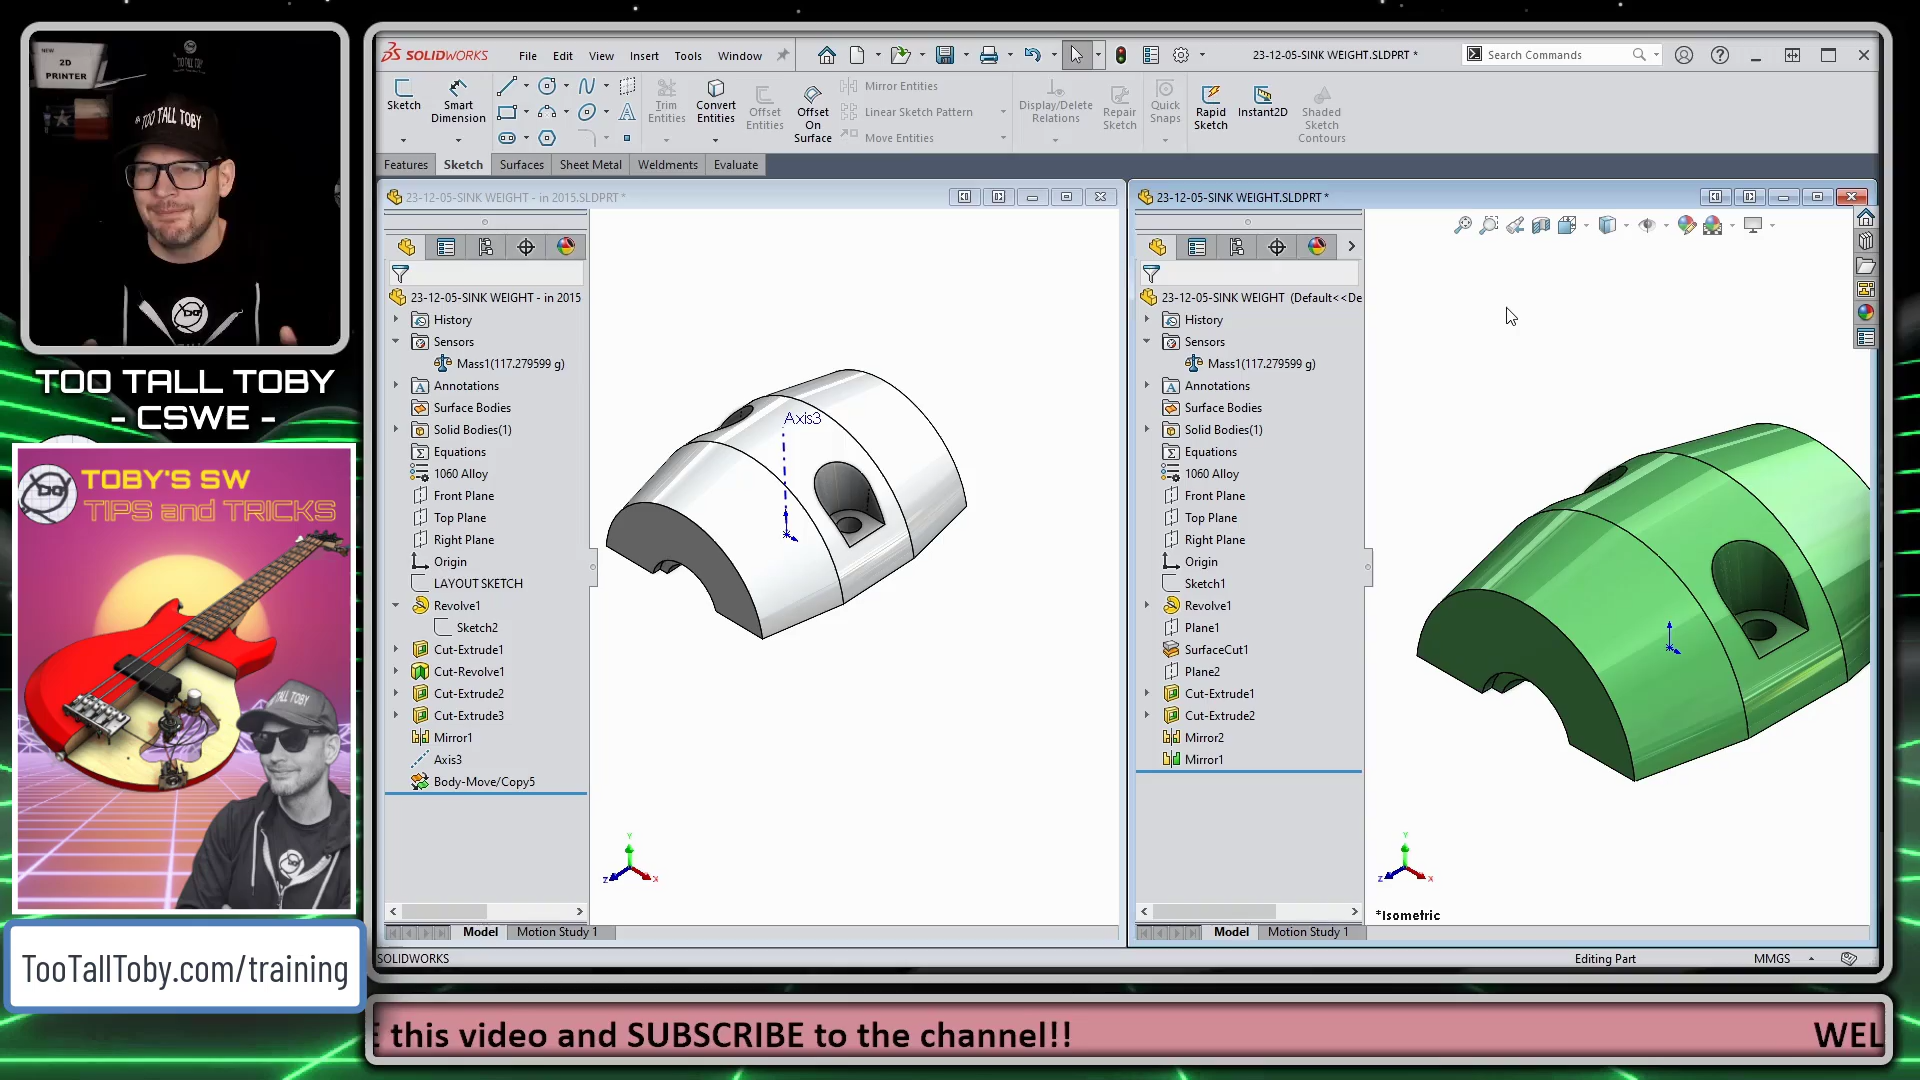 NEW
2D
PRINTER
TOO TALL TOBY
TOO TALL TOBY
- CSWE -
TOBY'S SW
TIPS and TRICKS
TALL TOBY
TooTallToby.com/training
SOLIDWORKS
File
Edit
View
Insert
Tools
Window
23-12-05-SINK WEIGHT.SLDPRT *
Search Commands
Sketch
Smart Dimension
Trim Entities
Convert Entities
Offset Entities
Offset On Surface
Mirror Entities
Linear Sketch Pattern
Move Entities
Display/Delete Relations
Repair Sketch
Quick Snaps
Rapid Sketch
Instant2D
Shaded Sketch Contours
Features
Sketch
Surfaces
Sheet Metal
Weldments
Evaluate
23-12-05-SINK WEIGHT - in 2015.SLDPRT *
23-12-05-SINK WEIGHT - in 2015
History
Sensors
Mass1(117.279599 g)
Annotations
Surface Bodies
Solid Bodies(1)
Equations
1060 Alloy
Front Plane
Top Plane
Right Plane
Origin
LAYOUT SKETCH
Revolve1
Sketch2
Cut-Extrude1
Cut-Revolve1
Cut-Extrude2
Cut-Extrude3
Mirror1
Axis3
Body-Move/Copy5
Axis3
Y
Z
X
Model
Motion Study 1
23-12-05-SINK WEIGHT.SLDPRT *
23-12-05-SINK WEIGHT (Default<<De
History
Sensors
Mass1(117.279599 g)
Annotations
Surface Bodies
Solid Bodies(1)
Equations
1060 Alloy
Front Plane
Top Plane
Right Plane
Origin
Sketch1
Revolve1
Plane1
SurfaceCut1
Plane2
Cut-Extrude1
Cut-Extrude2
Mirror2
Mirror1
Y
Z
X
*Isometric
Model
Motion Study 1
SOLIDWORKS
Editing Part
MMGS
this video and SUBSCRIBE to the channel!!
WEL